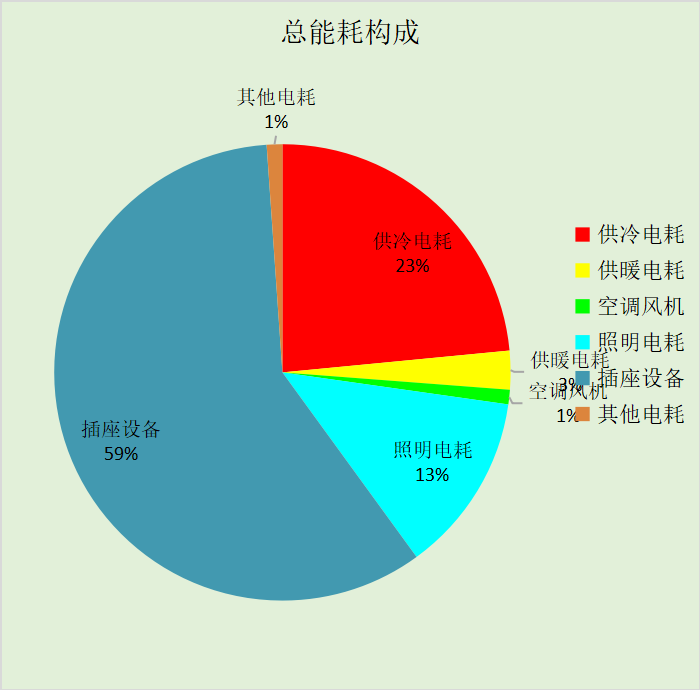 总能耗构成
其他电耗
1%
供冷电耗
23%
供暖电耗
3%
空调风机
1%
照明电耗
13%
插座设备
59%
供冷电耗
供暖电耗
空调风机
照明电耗
插座设备
其他电耗